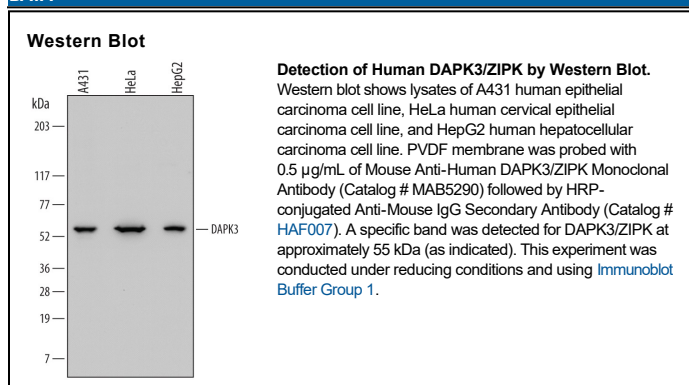 Western Blot
A431
HeLa
HepG2
kDa
203
117
77
52
36
28
19
7
DAPK3
Detection of Human DAPK3/ZIPK by Western Blot.
Western blot shows lysates of A431 human epithelial
carcinoma cell line, HeLa human cervical epithelial
carcinoma cell line, and HepG2 human hepatocellular
carcinoma cell line. PVDF membrane was probed with
0.5 µg/mL of Mouse Anti-Human DAPK3/ZIPK Monoclonal
Antibody (Catalog # MAB5290) followed by HRP-
conjugated Anti-Mouse IgG Secondary Antibody (Catalog #
HAF007). A specific band was detected for DAPK3/ZIPK at
approximately 55 kDa (as indicated). This experiment was
conducted under reducing conditions and using Immunoblot
Buffer Group 1.